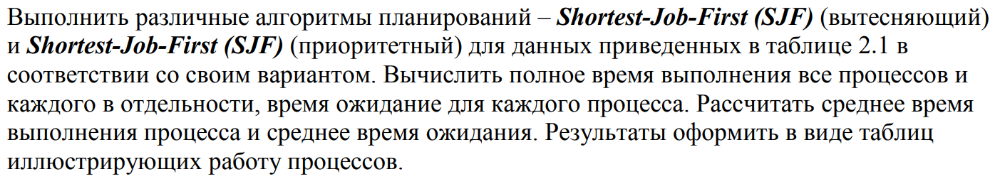 Выполнить различные алгоритмы планирований – Shortest-Job-First (SJF) (вытесняющий)
и Shortest-Job-First (SJF) (приоритетный) для данных приведенных в таблице 2.1 в
соответствии со своим вариантом. Вычислить полное время выполнения все процессов и
каждого в отдельности, время ожидание для каждого процесса. Рассчитать среднее время
выполнения процесса и среднее время ожидания. Результаты оформить в виде таблиц
иллюстрирующих работу процессов.